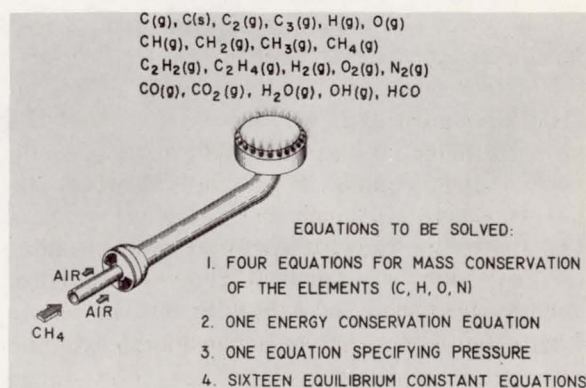 C(g), C(s), C₂(g), C₃(g), H(g), O(g)
CH(g), CH₂(g), CH₃(g), CH₄(g)
C₂H₂(g), C₂H₄(g), H₂(g), O₂(g), N₂(g)
CO(g), CO₂(g), H₂O(g), OH(g), HCO
AIR
AIR
CH₄
EQUATIONS TO BE SOLVED:
1. FOUR EQUATIONS FOR MASS CONSERVATION
OF THE ELEMENTS (C, H, O, N)
2. ONE ENERGY CONSERVATION EQUATION
3. ONE EQUATION SPECIFYING PRESSURE
4. SIXTEEN EQUILIBRIUM CONSTANT EQUATIONS